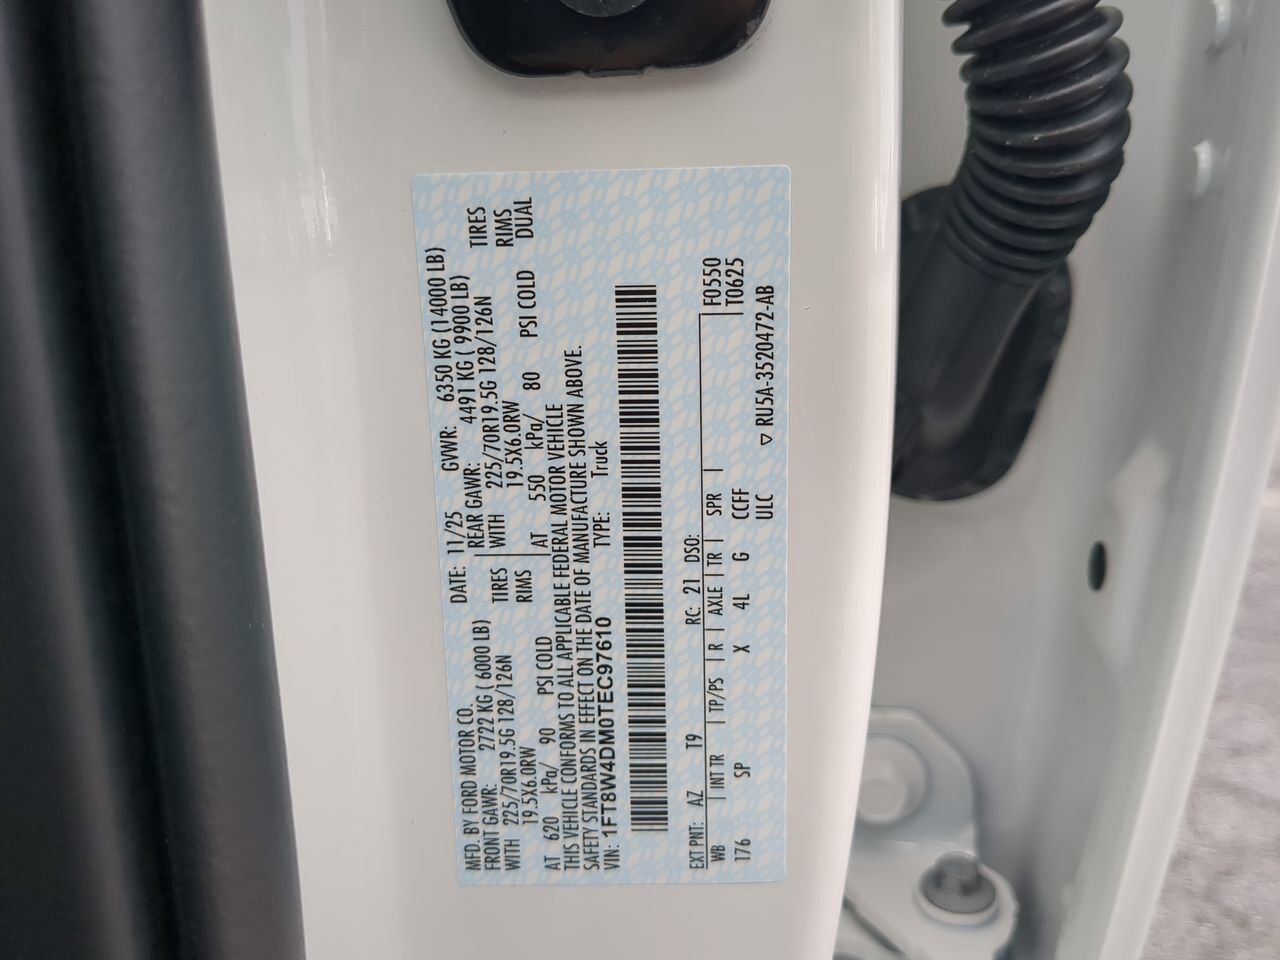 MFD. BY FORD MOTOR CO.
DATE: 11/25 GVWR: 6350 KG (14000 LB)
FRONT GAWR: 2722 KG ( 6000 LB) REAR GAWR: 4491 KG ( 9900 LB)
WITH 225/70R19.5G 128/126N TIRES WITH 225/70R19.5G 128/126N TIRES
19.5X6.0RW RIMS 19.5X6.0RW RIMS
AT 620 kPa/ 90 PSI COLD AT 550 kPa/ 80 PSI COLD DUAL
THIS VEHICLE CONFORMS TO ALL APPLICABLE FEDERAL MOTOR VEHICLE
SAFETY STANDARDS IN EFFECT ON THE DATE OF MANUFACTURE SHOWN ABOVE.
VIN: 1FT8W4DM0TEC97610 TYPE: Truck
EXT PNT: AZ T9 RC: 21 DSO: F0550
WB INT TR TP/PS R AXLE TR SPR T0625
176 SP X 4L G CCFF
ULC ▽ RU5A-3520472-AB